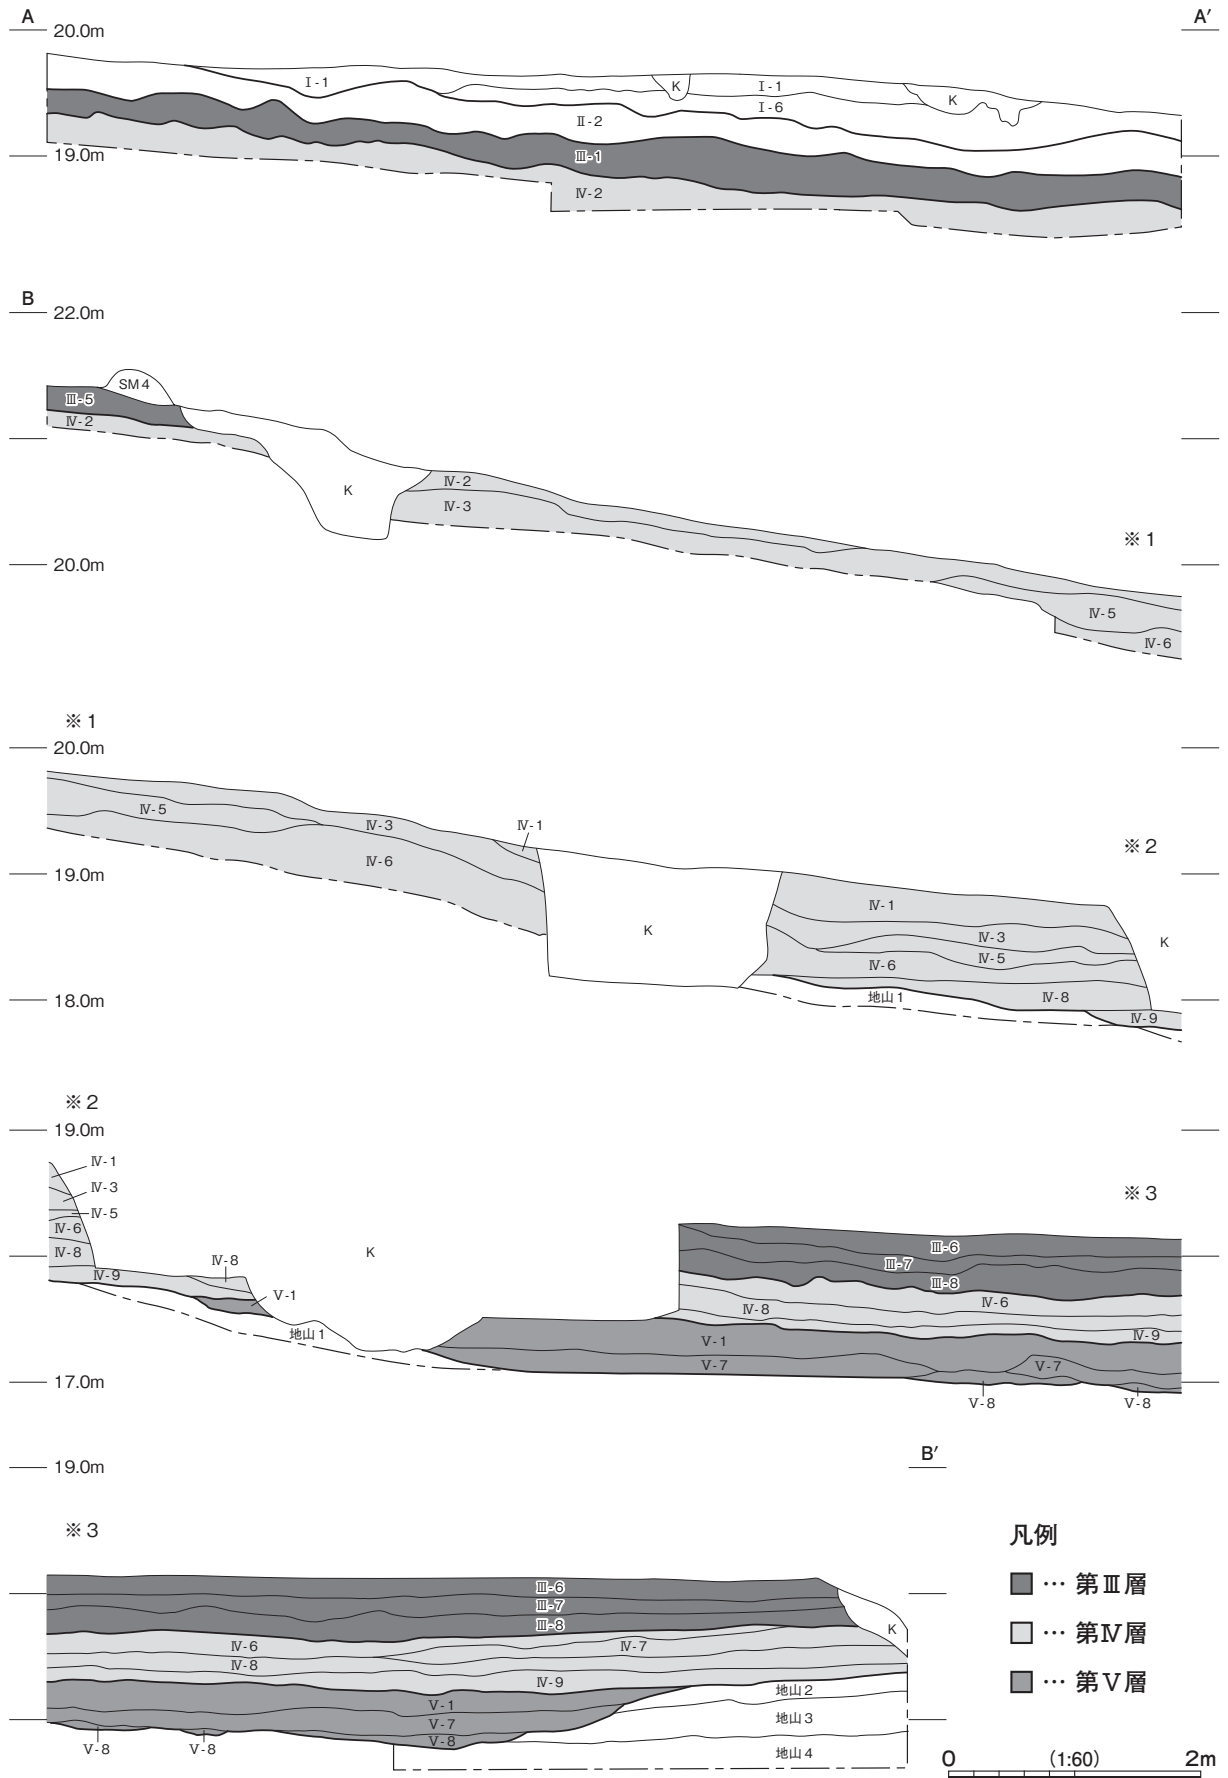 A A′
20.0m
Ⅰ-1 K Ⅰ-1 K
Ⅰ-6
Ⅱ-2
19.0m Ⅲ-1
Ⅳ-2
B
22.0m
SM4
Ⅲ-5
Ⅳ-2
Ⅳ-2
K
Ⅳ-3
※1
20.0m
Ⅳ-5
Ⅳ-6
※1
20.0m
Ⅳ-5
Ⅳ-3 Ⅳ-1
※2
Ⅳ-6
19.0m
Ⅳ-1
K Ⅳ-3 K
Ⅳ-5
Ⅳ-6
18.0m 地山1 Ⅳ-8
Ⅳ-9
※2
19.0m
Ⅳ-1
Ⅳ-3
※3
Ⅳ-5
Ⅳ-6
Ⅲ-6
Ⅳ-8 Ⅳ-8 K
Ⅲ-7
Ⅳ-9
Ⅲ-8
Ⅴ-1
Ⅳ-6
Ⅳ-8
地山1
Ⅳ-9
Ⅴ-1
Ⅴ-7 Ⅴ-7
17.0m
Ⅴ-8 Ⅴ-8
B′
19.0m
※3
凡例
Ⅲ-6
… 第Ⅲ層
Ⅲ-7
Ⅲ-8
K
Ⅳ-6 Ⅳ-7
… 第Ⅳ層
Ⅳ-8
Ⅳ-9
… 第Ⅴ層
地山2
Ⅴ-1
地山3
Ⅴ-7
Ⅴ-8
Ⅴ-8 Ⅴ-8
地山4
0 (1:60) 2m